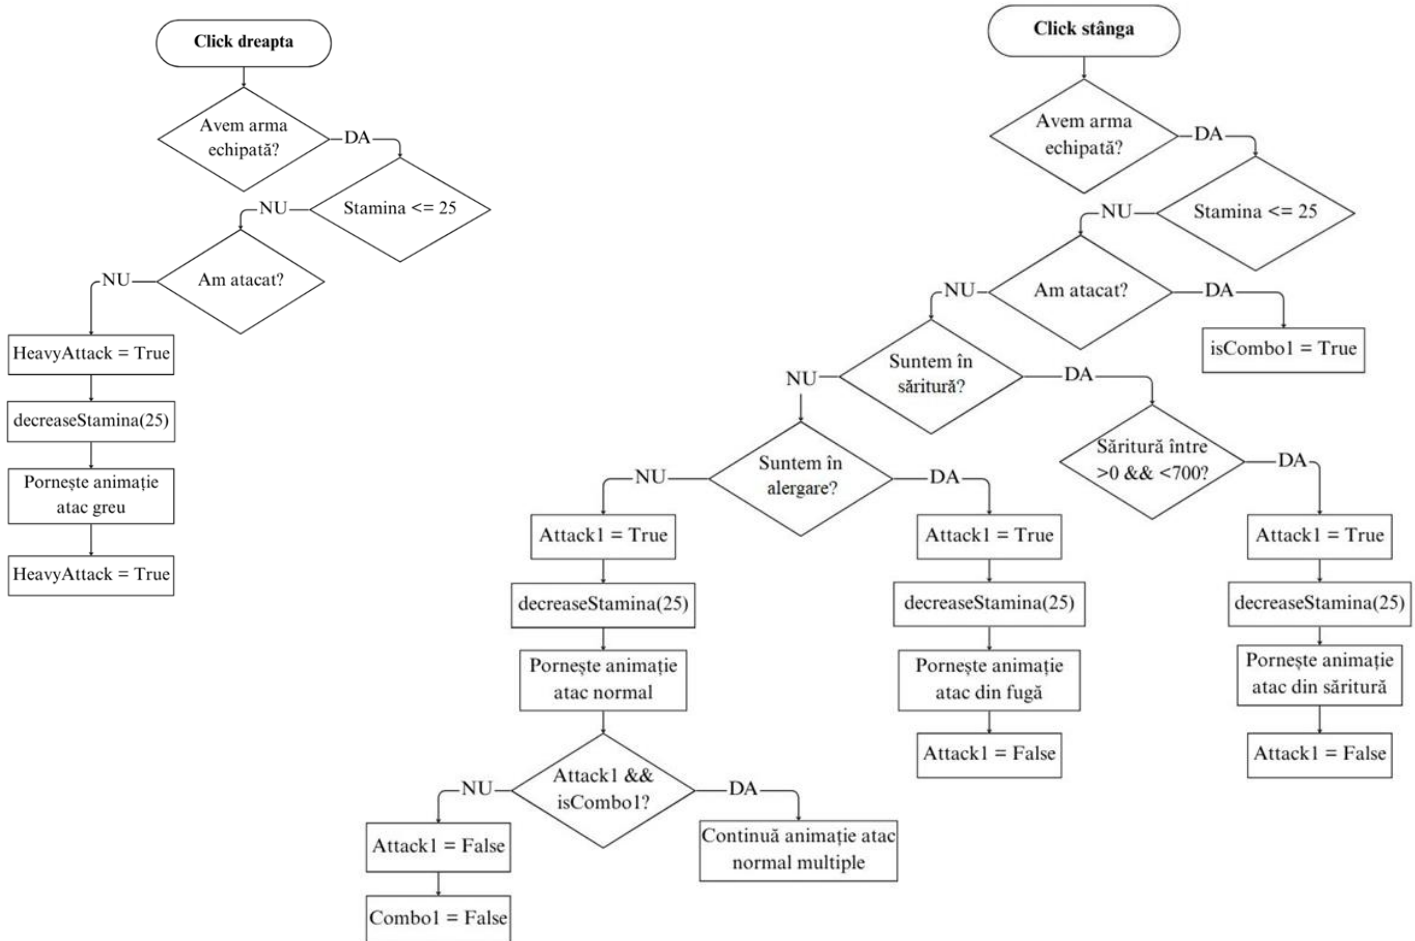 Click dreapta
Avem arma
echipată?
DA
Stamina <= 25
NU
Am atacat?
NU
HeavyAttack = True
decreaseStamina(25)
Pornește animație
atac greu
HeavyAttack = True
Click stânga
Avem arma
echipată?
DA
Stamina <= 25
NU
Am atacat?
DA
isCombo1 = True
NU
Suntem în
săritură?
DA
Săritură între
>0 && <700?
DA
Attack1 = True
decreaseStamina(25)
Pornește animație
atac din săritură
Attack1 = False
NU
Suntem în
alergare?
DA
Attack1 = True
decreaseStamina(25)
Pornește animație
atac din fugă
Attack1 = False
NU
Attack1 = True
decreaseStamina(25)
Pornește animație
atac normal
Attack1 &&
isCombo1?
DA
Continuă animație atac
normal multiple
NU
Attack1 = False
Combo1 = False